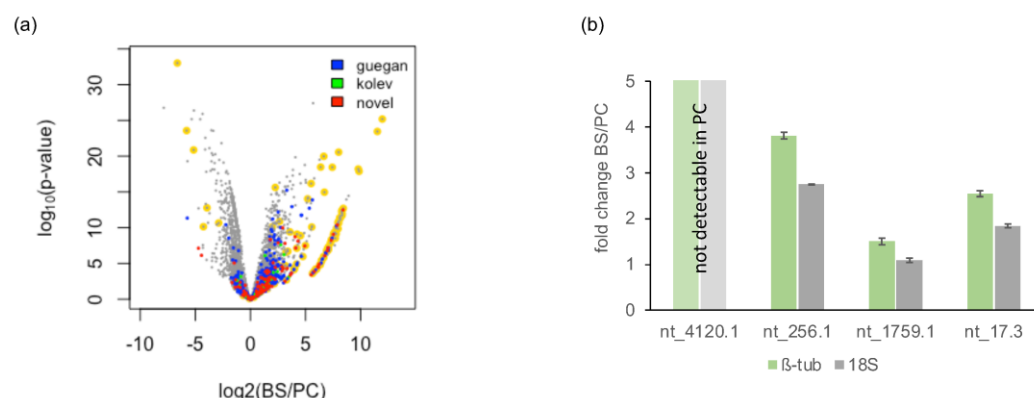 (a)
guegan
kolev
novel
log10(p-value)
30
20
10
5
0
-10 -5 0 5 10
log2(BS/PC)
(b)
fold change BS/PC
5
4
3
2
1
0
not detectable in PC
nt_4120.1 nt_256.1 nt_1759.1 nt_17.3
ß-tub 18S